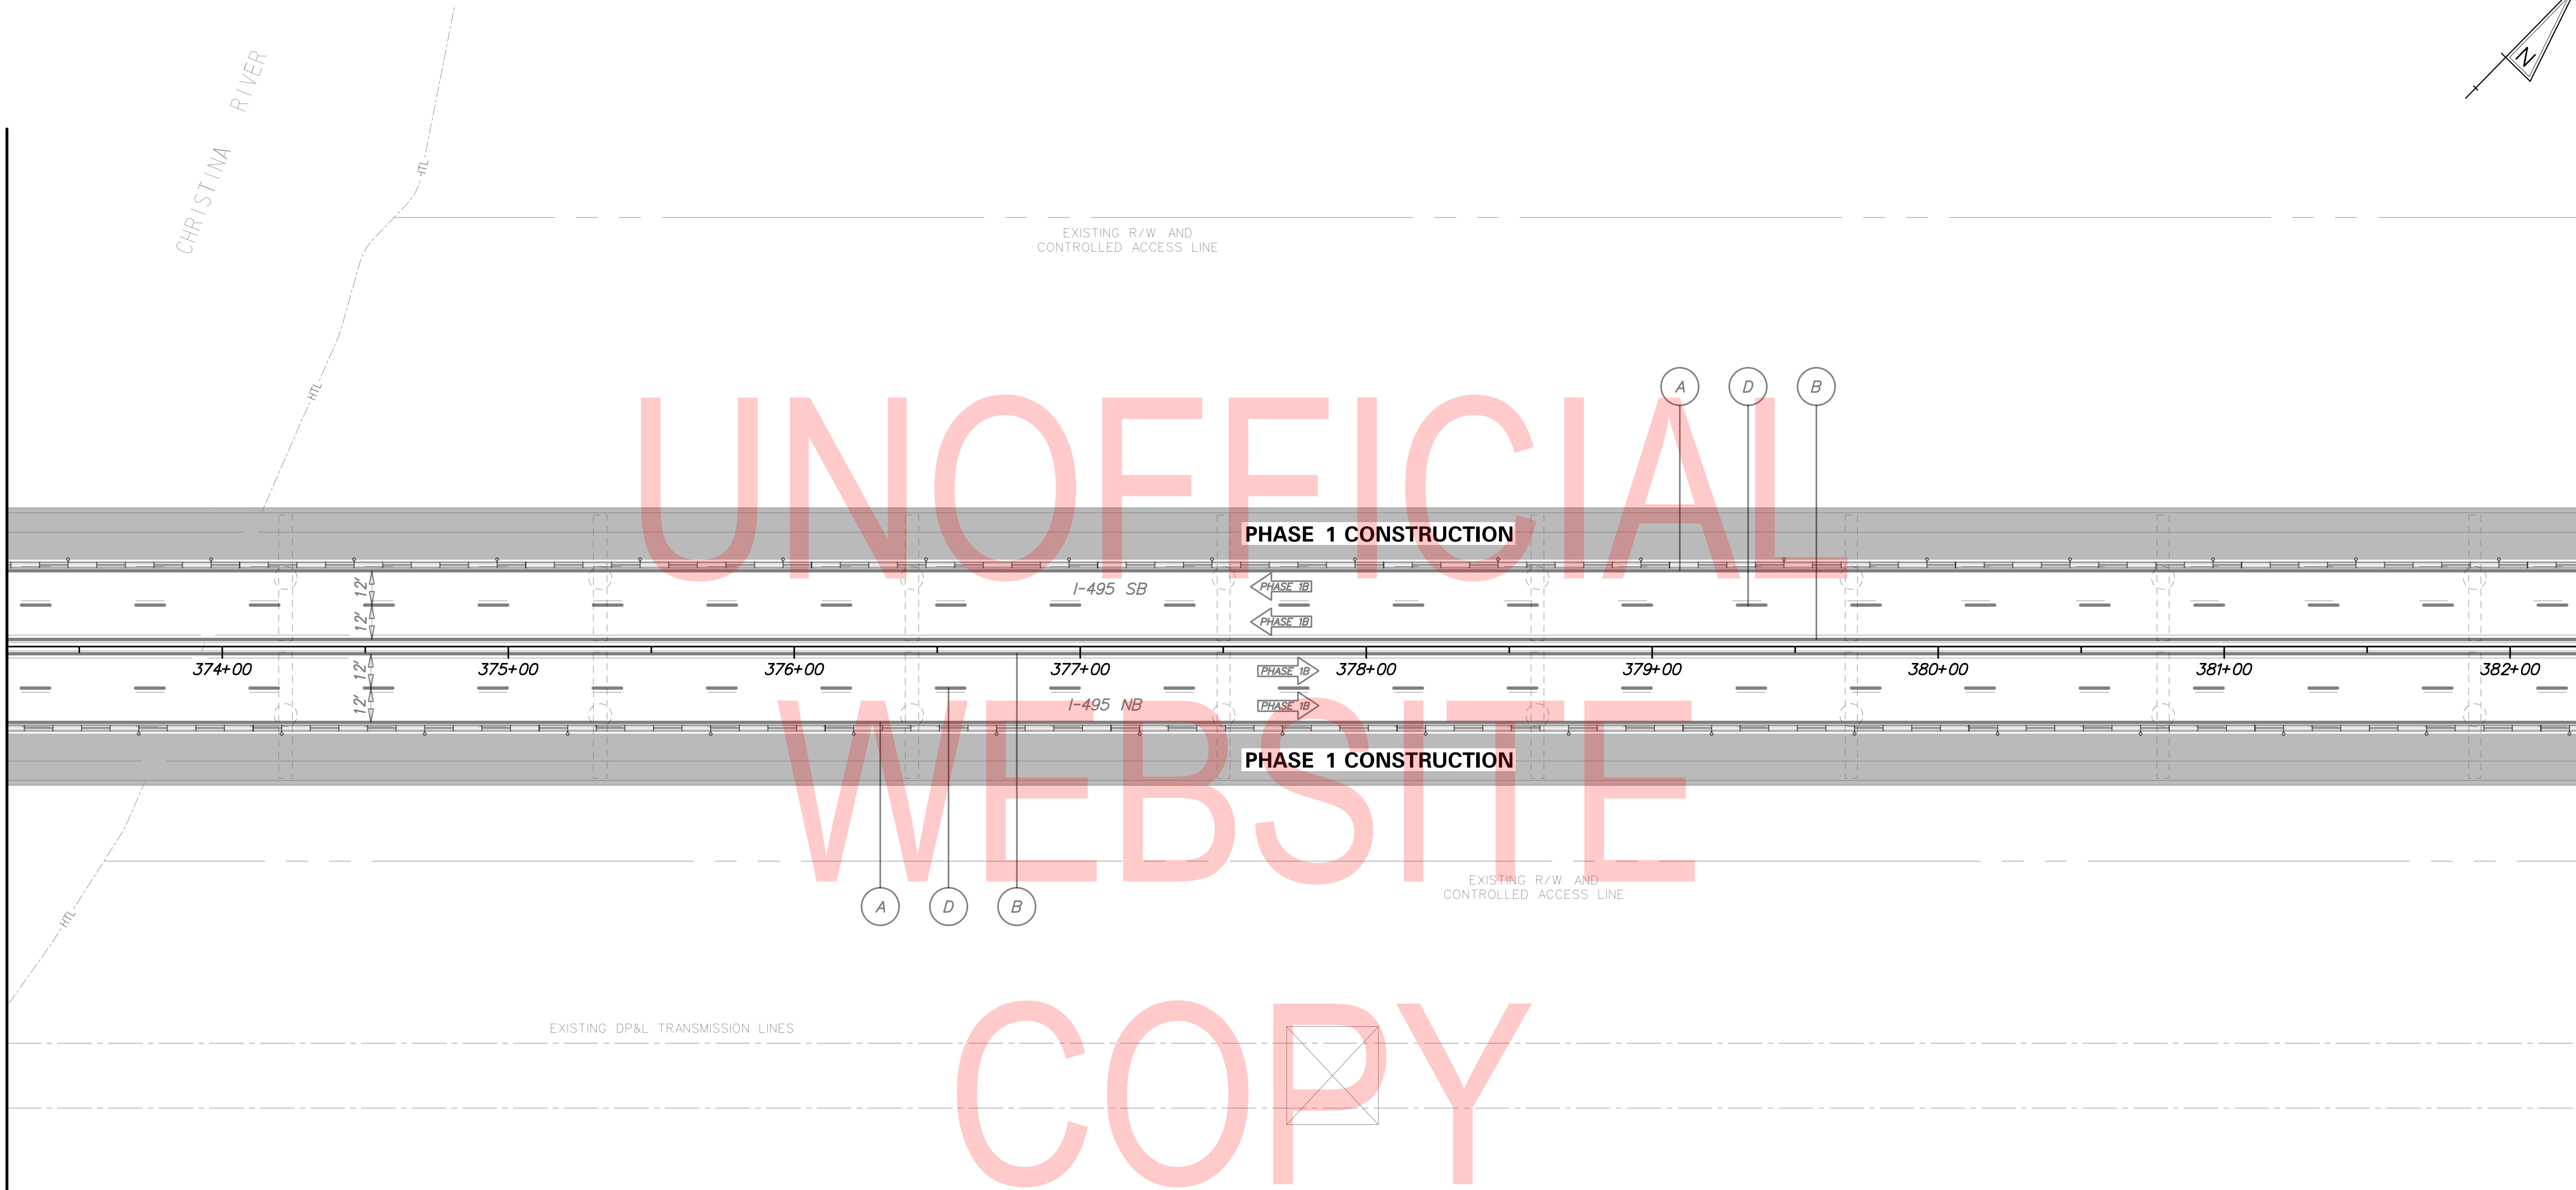 N
CHRISTINA RIVER
HTL
EXISTING R/W AND
CONTROLLED ACCESS LINE
HTL
A D B
UNOFFICIAL
PHASE 1 CONSTRUCTION
12'
I-495 SB
PHASE 1B
12'
PHASE 1B
374+00 375+00 376+00 377+00 378+00 379+00 380+00 381+00 382+00
12'
PHASE 1B
12'
I-495 NB
PHASE 1B
WEBSITE
PHASE 1 CONSTRUCTION
EXISTING R/W AND
CONTROLLED ACCESS LINE
A D B
HTL
EXISTING DP&L TRANSMISSION LINES
COPY